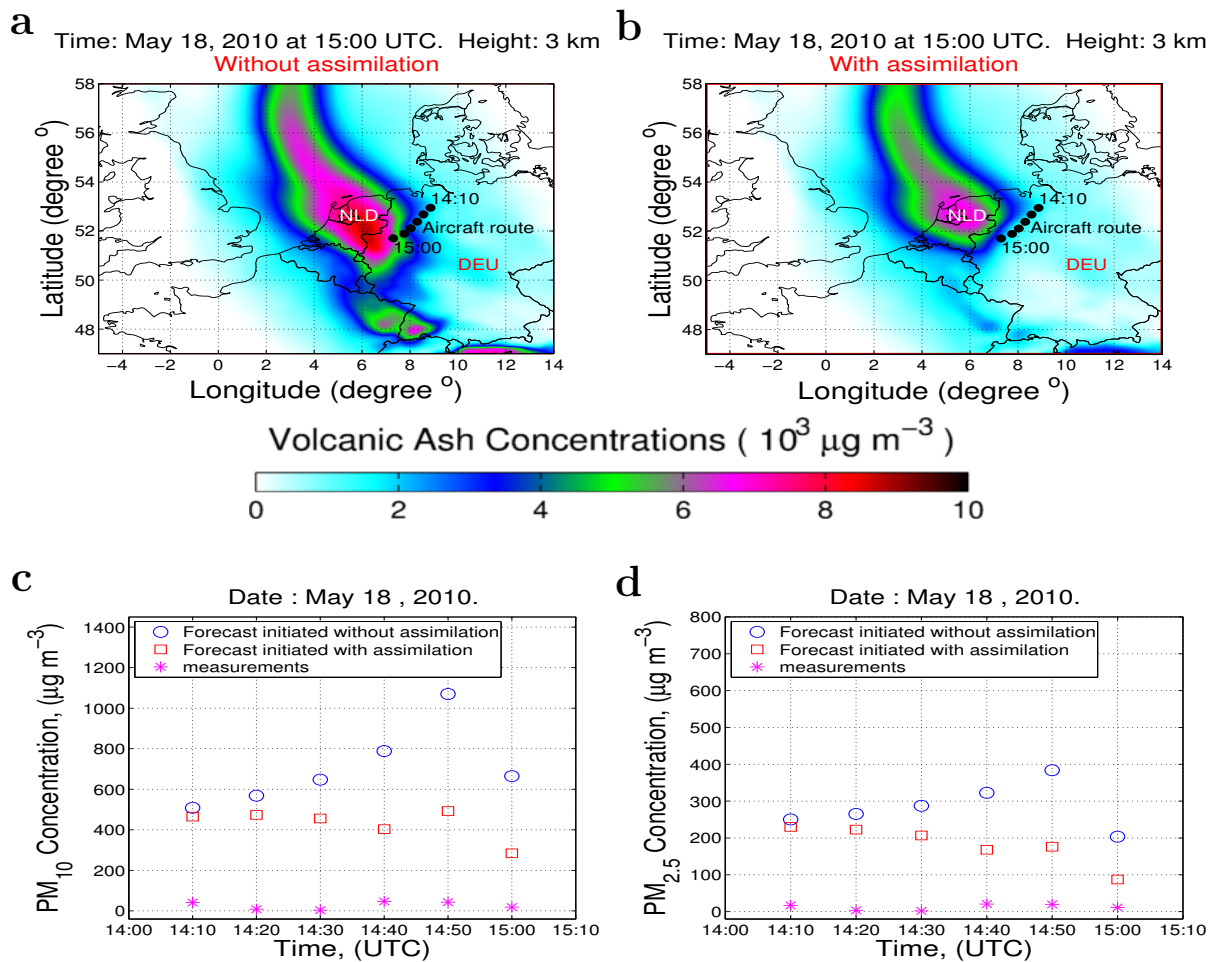 a
Time: May 18, 2010 at 15:00 UTC. Height: 3 km
Without assimilation
58
56
54
52
50
48
Latitude (degree °)
NLD
14:10
Aircraft route
15:00
DEU
−4 −2 0 2 4 6 8 10 12 14
Longitude (degree °)
b
Time: May 18, 2010 at 15:00 UTC. Height: 3 km
With assimilation
58
56
54
52
50
48
Latitude (degree °)
NLD
14:10
Aircraft route
15:00
DEU
−4 −2 0 2 4 6 8 10 12 14
Longitude (degree °)
Volcanic Ash Concentrations ( 10³ μg m⁻³ )
0 2 4 6 8 10
c
Date : May 18 , 2010.
Forecast initiated without assimilation
Forecast initiated with assimilation
measurements
1400
1200
1000
800
600
400
200
0
PM₁₀ Concentration, (μg m⁻³)
14:00 14:10 14:20 14:30 14:40 14:50 15:00 15:10
Time, (UTC)
d
Date : May 18 , 2010.
Forecast initiated without assimilation
Forecast initiated with assimilation
measurements
800
700
600
500
400
300
200
100
0
PM₂.₅ Concentration, (μg m⁻³)
14:00 14:10 14:20 14:30 14:40 14:50 15:00 15:10
Time, (UTC)